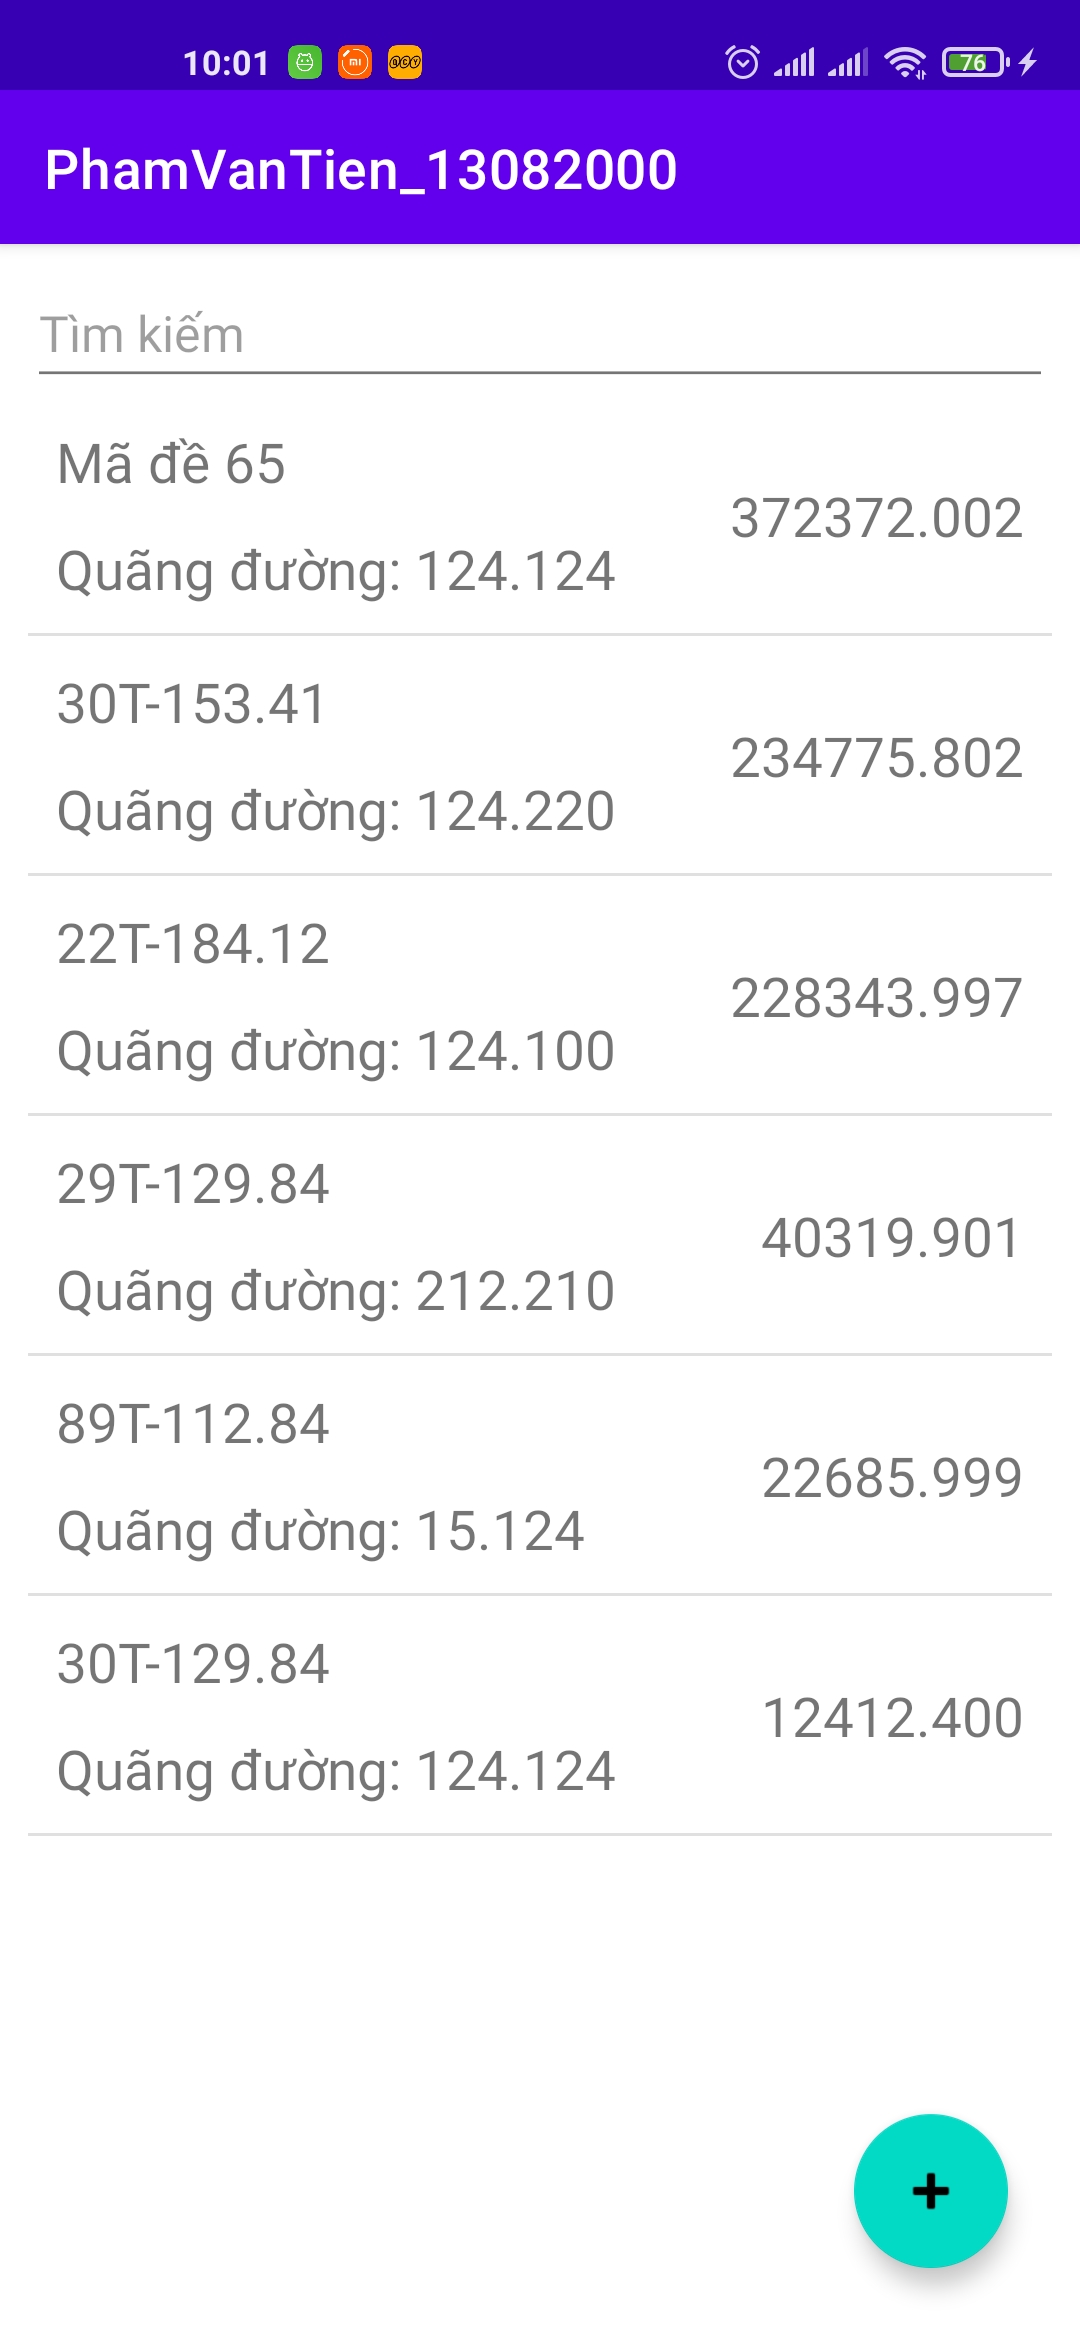 10:01
76
PhamVanTien_13082000
Tìm kiếm
Mã đề 65
372372.002
Quãng đường: 124.124
30T-153.41
234775.802
Quãng đường: 124.220
22T-184.12
228343.997
Quãng đường: 124.100
29T-129.84
40319.901
Quãng đường: 212.210
89T-112.84
22685.999
Quãng đường: 15.124
30T-129.84
12412.400
Quãng đường: 124.124